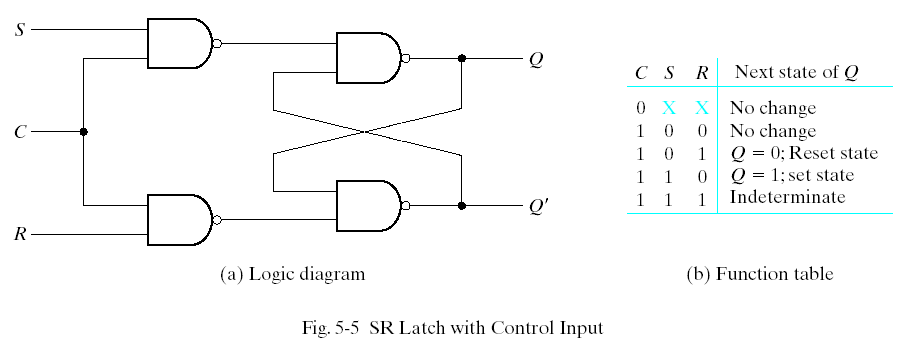 S
C
R
Q
Q′
(a) Logic diagram
C S R Next state of Q
0 X X No change
1 0 0 No change
1 0 1 Q = 0; Reset state
1 1 0 Q = 1; set state
1 1 1 Indeterminate
(b) Function table
Fig. 5-5 SR Latch with Control Input